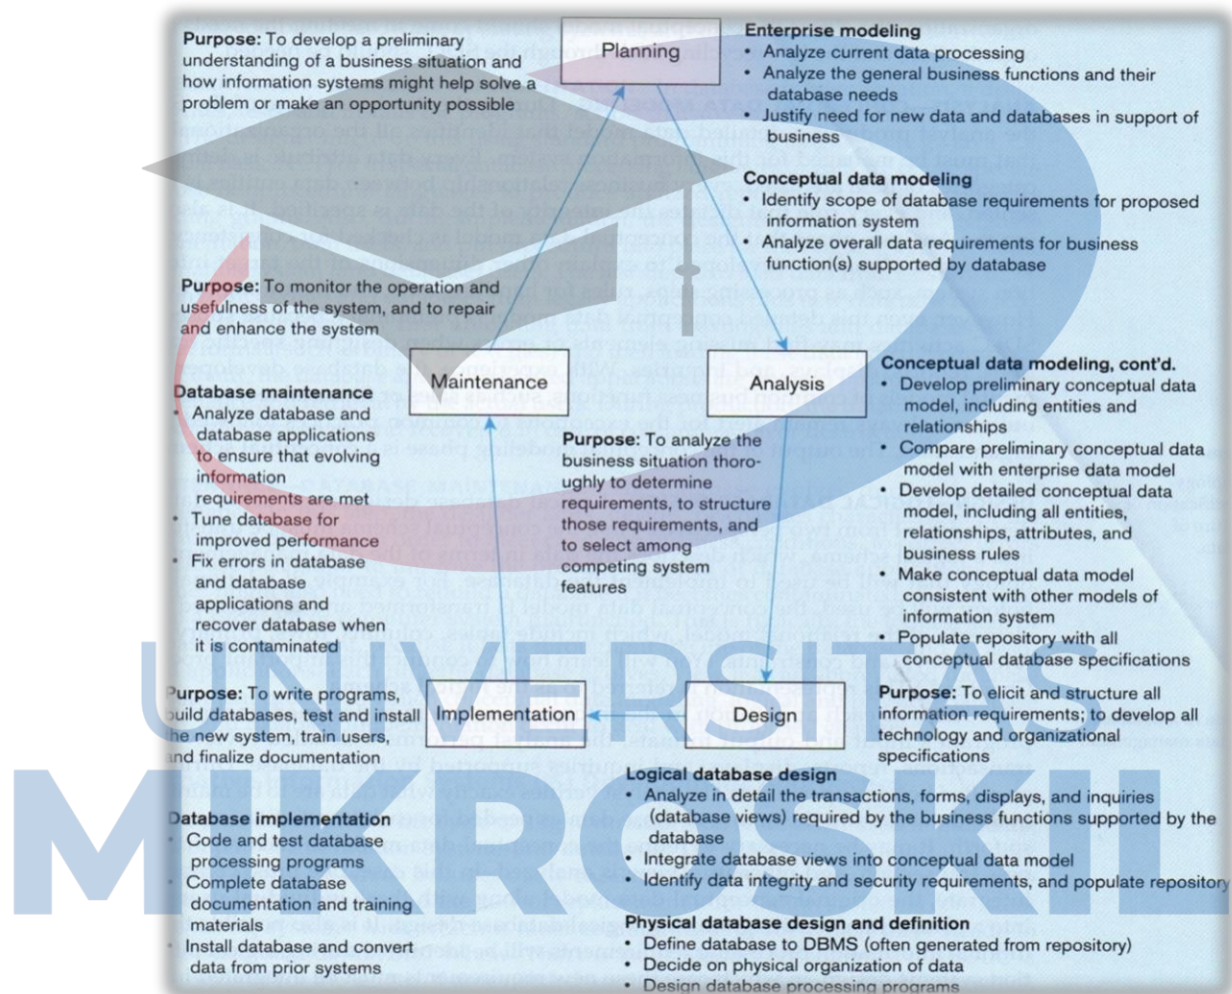 Purpose: To develop a preliminary
understanding of a business situation and
how information systems might help solve a
problem or make an opportunity possible
Planning
Enterprise modeling
• Analyze current data processing
• Analyze the general business functions and their
database needs
• Justify need for new data and databases in support of
business
Conceptual data modeling
• Identify scope of database requirements for proposed
information system
• Analyze overall data requirements for business
function(s) supported by database
Purpose: To monitor the operation and
usefulness of the system, and to repair
and enhance the system
Maintenance
Analysis
Database maintenance
• Analyze database and
database applications
to ensure that evolving
information
requirements are met
• Tune database for
improved performance
• Fix errors in database
and database
applications and
recover database when
it is contaminated
Purpose: To analyze the
business situation thoro-
ughly to determine
requirements, to structure
those requirements, and
to select among
competing system
features
Conceptual data modeling, cont'd.
• Develop preliminary conceptual data
model, including entities and
relationships
• Compare preliminary conceptual data
model with enterprise data model
• Develop detailed conceptual data
model, including all entities,
relationships, attributes, and
business rules
• Make conceptual data model
consistent with other models of
information system
• Populate repository with all
conceptual database specifications
UNIVERSITAS
MIKROSKIL
Purpose: To write programs,
build databases, test and install
the new system, train users,
and finalize documentation
Implementation
Design
Purpose: To elicit and structure all
information requirements; to develop all
technology and organizational
specifications
Database implementation
• Code and test database
processing programs
• Complete database
documentation and training
materials
• Install database and convert
data from prior systems
Logical database design
• Analyze in detail the transactions, forms, displays, and inquiries
(database views) required by the business functions supported by the
database
• Integrate database views into conceptual data model
• Identify data integrity and security requirements, and populate repository
Physical database design and definition
• Define database to DBMS (often generated from repository)
• Decide on physical organization of data
• Design database processing programs